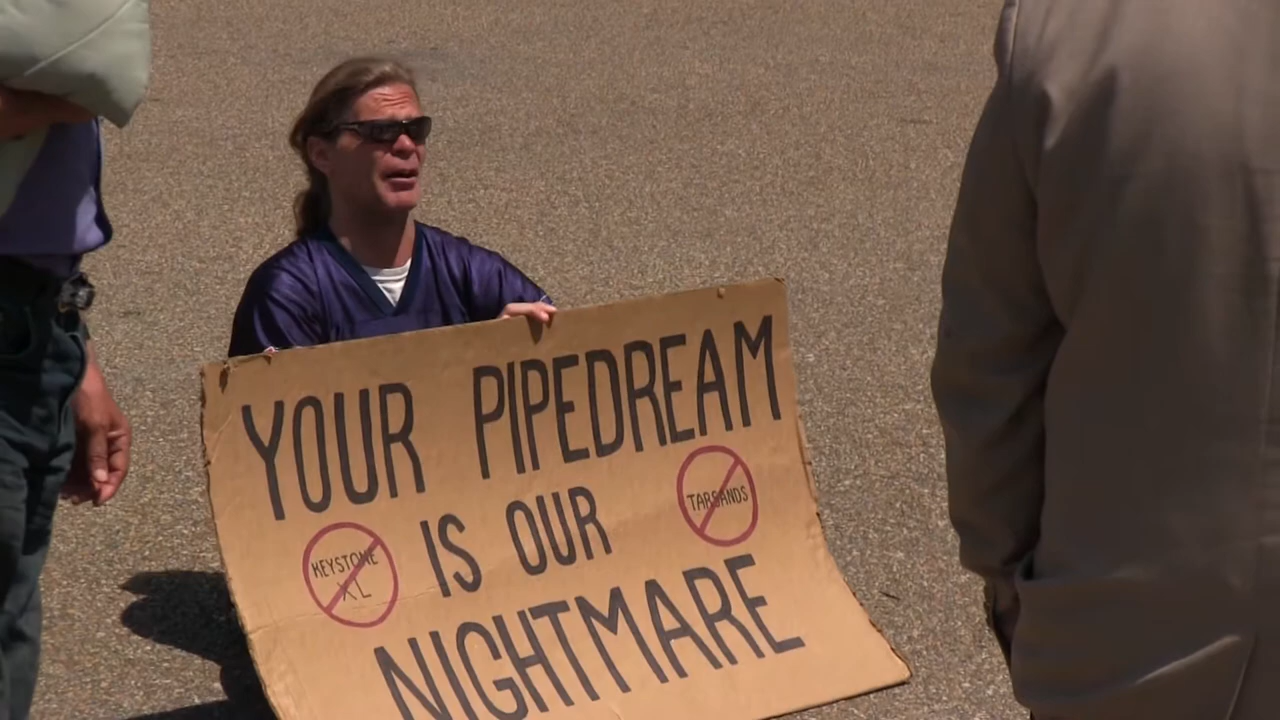 YOUR PIPEDREAM
IS OUR
NIGHTMARE
KEYSTONE
XL
TARSANDS